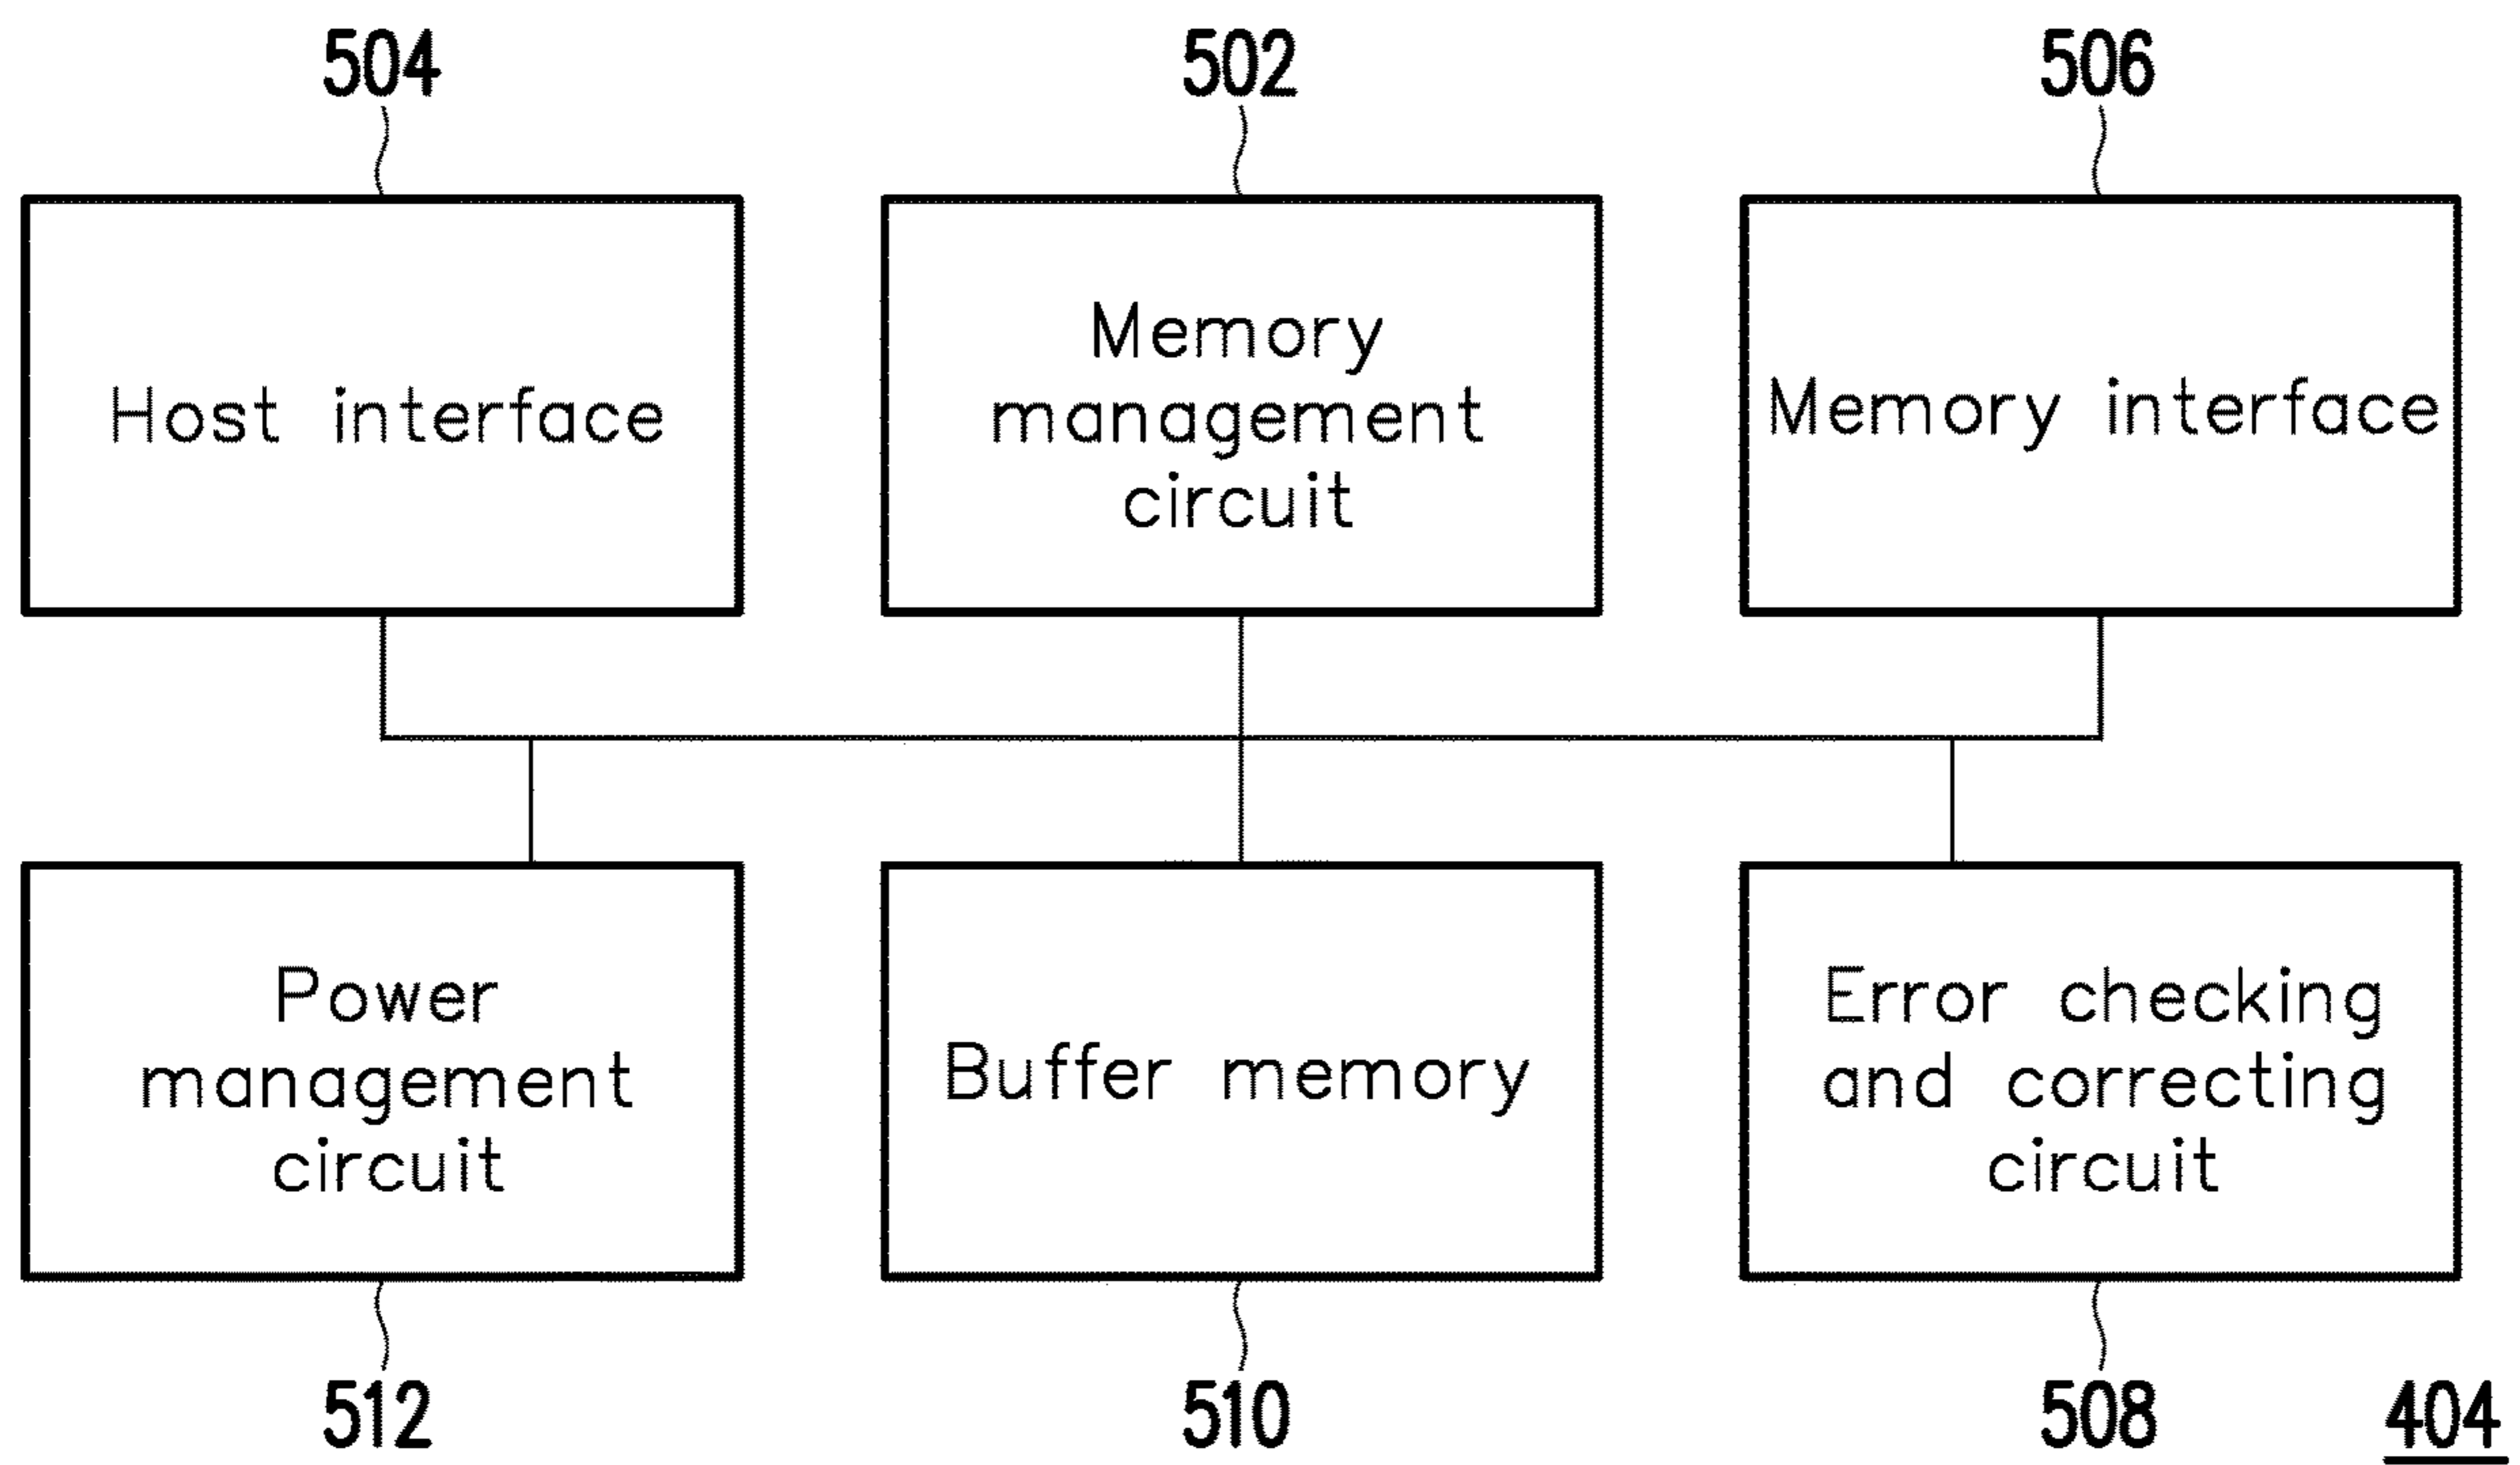 504
502
506
Host interface
Memory
management
circuit
Memory interface
Power
management
circuit
Buffer memory
Error checking
and correcting
circuit
512
510
508
404